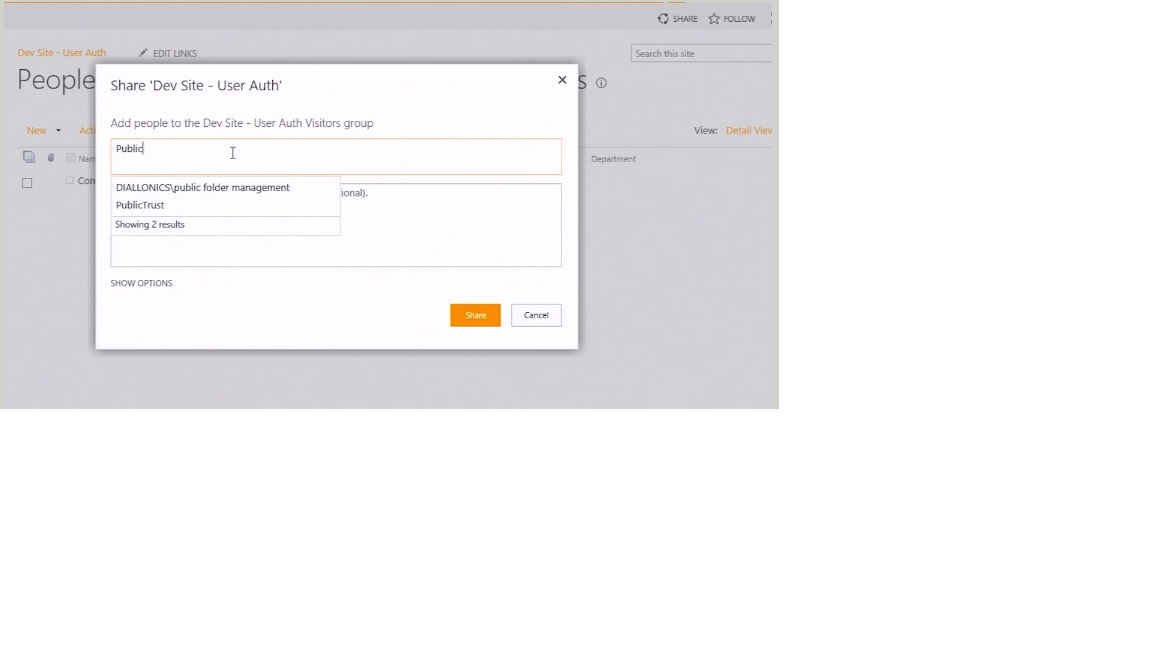 SHARE FOLLOW
Dev Site - User Auth EDIT LINKS Search this site
People s
Share 'Dev Site - User Auth'
Add people to the Dev Site - User Auth Visitors group
New View: Detail View
Public
Nam Department
Con
DIALLONICS\public folder management
ional).
PublicTrust
Showing 2 results
SHOW OPTIONS
Share Cancel